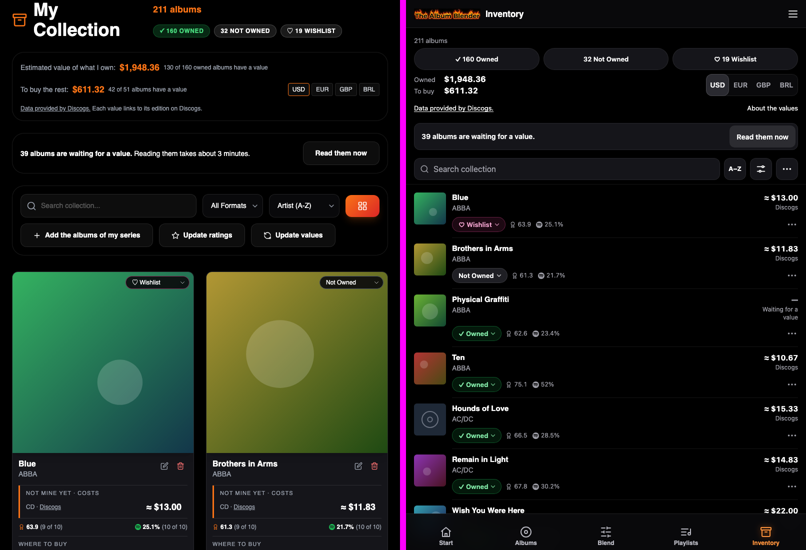 My Collection
211 albums
✓ 160 OWNED
32 NOT OWNED
♡ 19 WISHLIST
Estimated value of what I own: $1,948.36 130 of 160 owned albums have a value
To buy the rest: $611.32 42 of 51 albums have a value
USD EUR GBP BRL
Data provided by Discogs. Each value links to its edition on Discogs.
39 albums are waiting for a value. Reading them takes about 3 minutes.
Read them now
Search collection...
All Formats
Artist (A-Z)
+ Add the albums of my series
Update ratings
Update values
♡ Wishlist
Blue
ABBA
NOT MINE YET · COSTS
CD · Discogs ≈ $13.00
63.9 (9 of 10) 25.1% (10 of 10)
WHERE TO BUY
Not Owned
Brothers in Arms
ABBA
NOT MINE YET · COSTS
CD · Discogs ≈ $11.83
61.3 (9 of 10) 21.7% (10 of 10)
WHERE TO BUY
The Album Blender Inventory
211 albums
✓ 160 Owned
32 Not Owned
♡ 19 Wishlist
Owned $1,948.36
To buy $611.32
USD EUR GBP BRL
Data provided by Discogs.
About the values
39 albums are waiting for a value.
Read them now
Search collection
A–Z
Blue ≈ $13.00
ABBA Discogs
♡ Wishlist 63.9 25.1%
Brothers in Arms ≈ $11.83
ABBA Discogs
Not Owned 61.3 21.7%
Physical Graffiti —
ABBA Waiting for a value
✓ Owned 62.6 23.4%
Ten ≈ $10.67
ABBA Discogs
✓ Owned 75.1 52%
Hounds of Love ≈ $15.33
AC/DC Discogs
✓ Owned 66.5 28.5%
Remain in Light ≈ $14.83
AC/DC Discogs
✓ Owned 67.8 30.2%
Wish You Were Here ≈ $22.00
Start
Albums
Blend
Playlists
Inventory